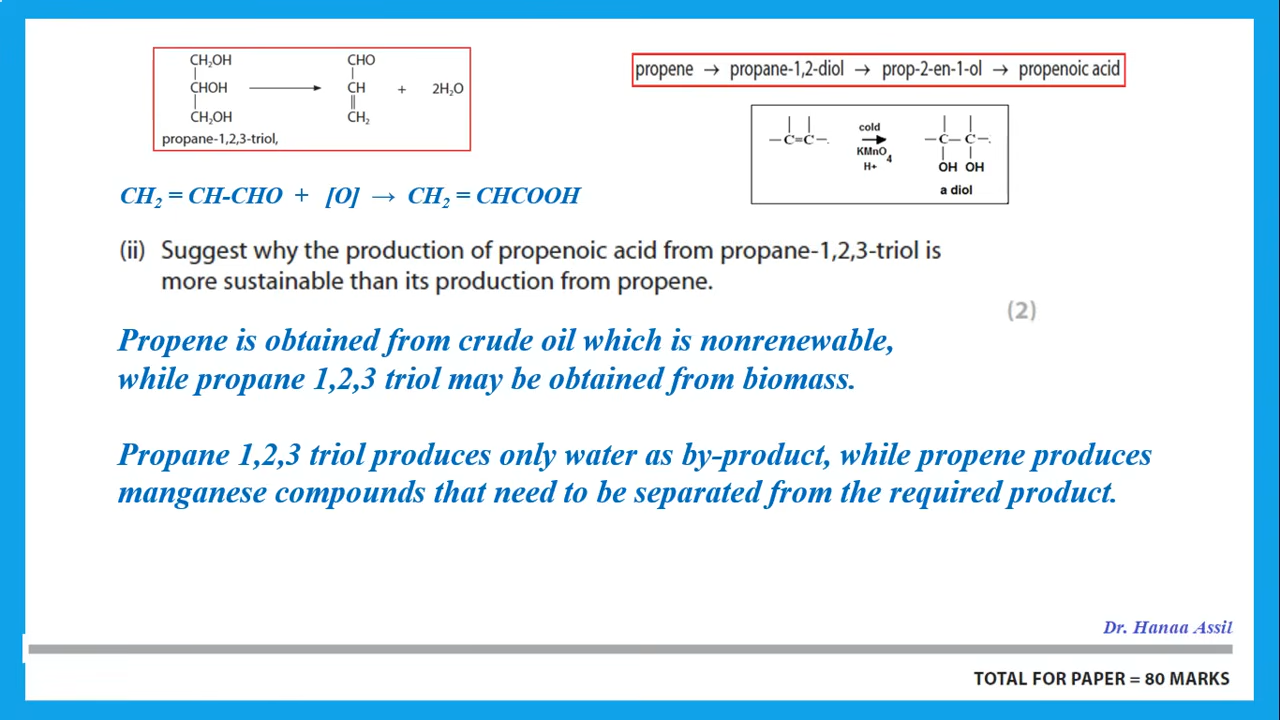 CH₂OH CHO
CHOH CH + 2H₂O
CH₂OH CH₂
propane-1,2,3-triol,
propene → propane-1,2-diol → prop-2-en-1-ol → propenoic acid
cold
—C=C—. —C—C—.
KMnO₄
H+
OH OH
a diol
CH₂ = CH-CHO + [O] → CH₂ = CHCOOH
(ii) Suggest why the production of propenoic acid from propane-1,2,3-triol is
more sustainable than its production from propene.
(2)
Propene is obtained from crude oil which is nonrenewable,
while propane 1,2,3 triol may be obtained from biomass.
Propane 1,2,3 triol produces only water as by-product, while propene produces
manganese compounds that need to be separated from the required product.
Dr. Hanaa Assil
TOTAL FOR PAPER = 80 MARKS